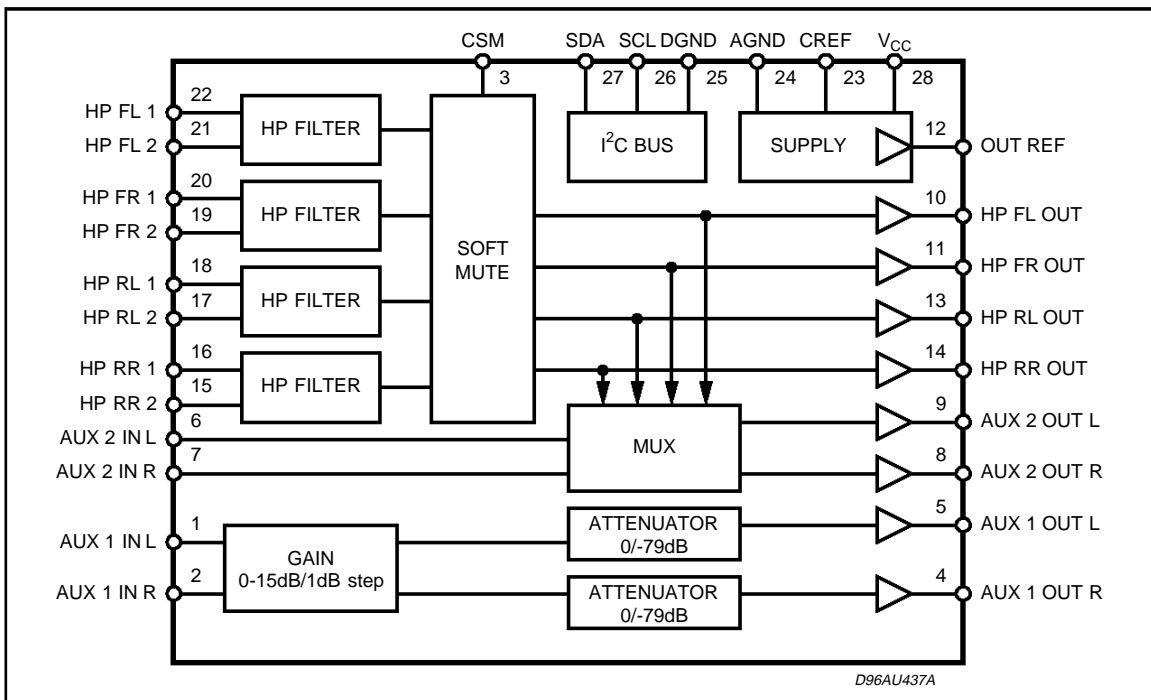 CSM SDA SCL DGND AGND CREF VCC
3 27 26 25 24 23 28
HP FL 1 22
HP FL 2 21
HP FILTER
HP FR 1 20
HP FR 2 19
HP FILTER
HP RL 1 18
HP RL 2 17
HP FILTER
HP RR 1 16
HP RR 2 15
HP FILTER
SOFT
MUTE
I²C BUS
SUPPLY
12 OUT REF
10 HP FL OUT
11 HP FR OUT
13 HP RL OUT
14 HP RR OUT
AUX 2 IN L 6
AUX 2 IN R 7
MUX
9 AUX 2 OUT L
8 AUX 2 OUT R
AUX 1 IN L 1
AUX 1 IN R 2
GAIN
0-15dB/1dB step
ATTENUATOR
0/-79dB
5 AUX 1 OUT L
ATTENUATOR
0/-79dB
4 AUX 1 OUT R
D96AU437A